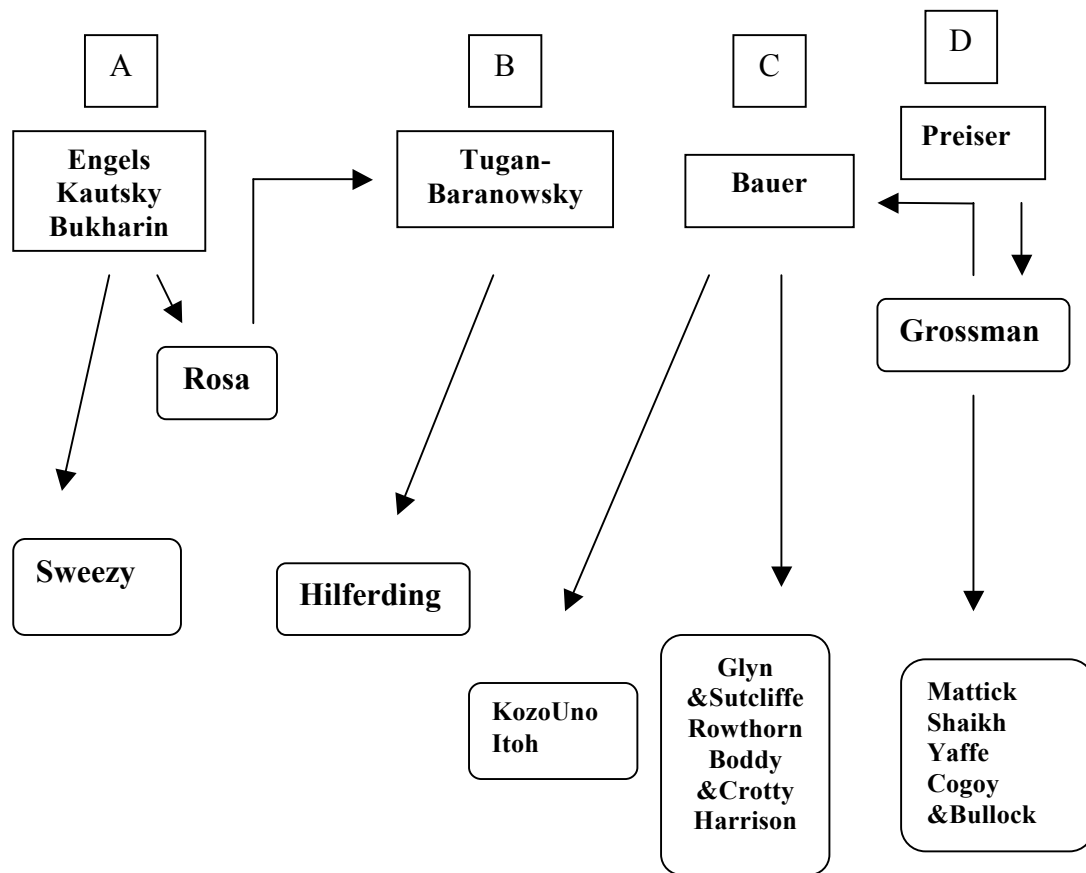 A
B
C
D
Engels
Kautsky
Bukharin
Tugan-
Baranowsky
Bauer
Preiser
Rosa
Grossman
Sweezy
Hilferding
KozoUno
Itoh
Glyn
&Sutcliffe
Rowthorn
Boddy
&Crotty
Harrison
Mattick
Shaikh
Yaffe
Cogoy
&Bullock